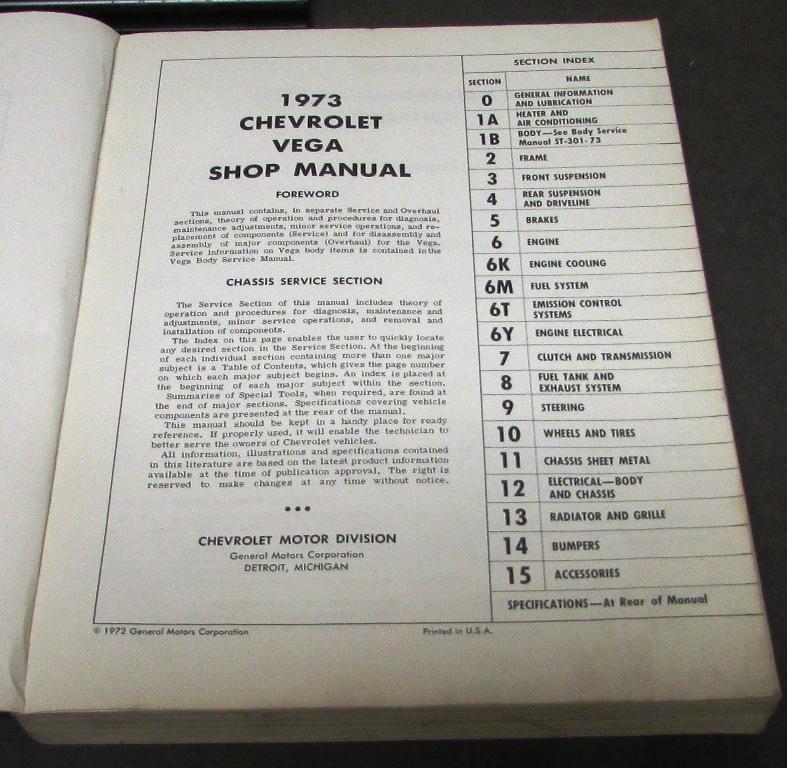 1973
CHEVROLET
VEGA
SHOP MANUAL
FOREWORD
This manual contains, in separate Service and Overhaul
sections, theory of operation and procedures for diagnosis,
maintenance adjustments, minor service operations, and re-
placement of components (Service) and for disassembly and
assembly of major components (Overhaul) for the Vega.
Service information on Vega body items is contained in the
Vega Body Service Manual.
CHASSIS SERVICE SECTION
The Service Section of this manual includes theory of
operation and procedures for diagnosis, maintenance and
adjustments, minor service operations, and removal and
installation of components.
The Index on this page enables the user to quickly locate
any desired section in the Service Section. At the beginning
of each individual section containing more than one major
subject is a Table of Contents, which gives the page number
on which each major subject begins. An index is placed at
the beginning of each major subject within the section.
Summaries of Special Tools, when required, are found at
the end of major sections. Specifications covering vehicle
components are presented at the rear of the manual.
This manual should be kept in a handy place for ready
reference. If properly used, it will enable the technician to
better serve the owners of Chevrolet vehicles.
All information, illustrations and specifications contained
in this literature are based on the latest product information
available at the time of publication approval. The right is
reserved to make changes at any time without notice.
•••
CHEVROLET MOTOR DIVISION
General Motors Corporation
DETROIT, MICHIGAN
SECTION INDEX
SECTION NAME
0 GENERAL INFORMATION
AND LUBRICATION
1A HEATER AND
AIR CONDITIONING
1B BODY—See Body Service
Manual ST-301-73
2 FRAME
3 FRONT SUSPENSION
4 REAR SUSPENSION
AND DRIVELINE
5 BRAKES
6 ENGINE
6K ENGINE COOLING
6M FUEL SYSTEM
6T EMISSION CONTROL
SYSTEMS
6Y ENGINE ELECTRICAL
7 CLUTCH AND TRANSMISSION
8 FUEL TANK AND
EXHAUST SYSTEM
9 STEERING
10 WHEELS AND TIRES
11 CHASSIS SHEET METAL
12 ELECTRICAL—BODY
AND CHASSIS
13 RADIATOR AND GRILLE
14 BUMPERS
15 ACCESSORIES
SPECIFICATIONS—At Rear of Manual
© 1972 General Motors Corporation
Printed in U.S.A.